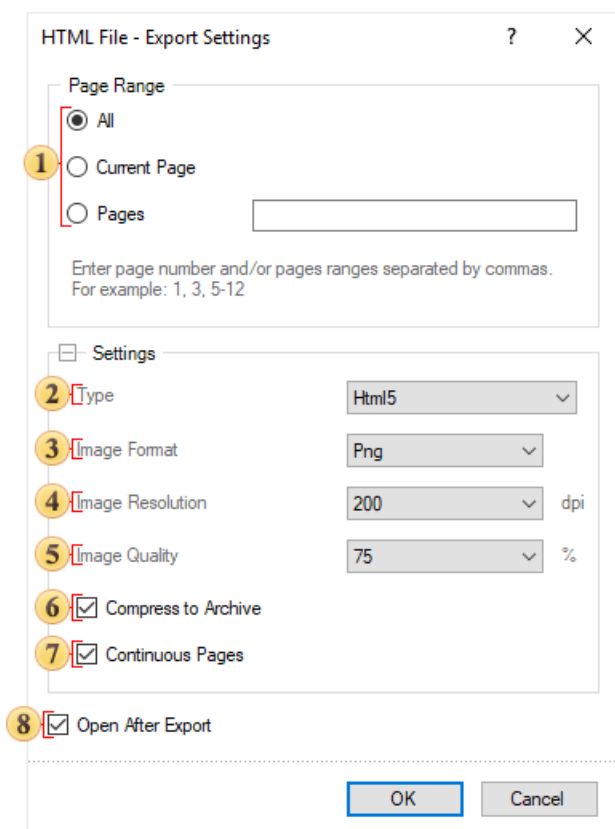 HTML File - Export Settings ?
Page Range
All
1 Current Page
Pages
Enter page number and/or pages ranges separated by commas.
For example: 1, 3, 5-12
Settings
2 Type Html5
3 Image Format Png
4 Image Resolution 200 dpi
5 Image Quality 75 %
6 Compress to Archive
7 Continuous Pages
8 Open After Export
OK Cancel